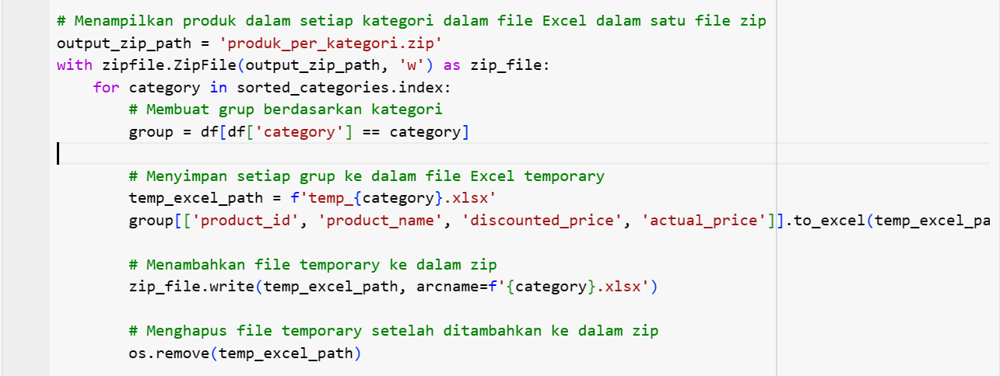 # Menampilkan produk dalam setiap kategori dalam file Excel dalam satu file zip
output_zip_path = 'produk_per_kategori.zip'
with zipfile.ZipFile(output_zip_path, 'w') as zip_file:
    for category in sorted_categories.index:
        # Membuat grup berdasarkan kategori
        group = df[df['category'] == category]

        # Menyimpan setiap grup ke dalam file Excel temporary
        temp_excel_path = f'temp_{category}.xlsx'
        group[['product_id', 'product_name', 'discounted_price', 'actual_price']].to_excel(temp_excel_pa

        # Menambahkan file temporary ke dalam zip
        zip_file.write(temp_excel_path, arcname=f'{category}.xlsx')

        # Menghapus file temporary setelah ditambahkan ke dalam zip
        os.remove(temp_excel_path)